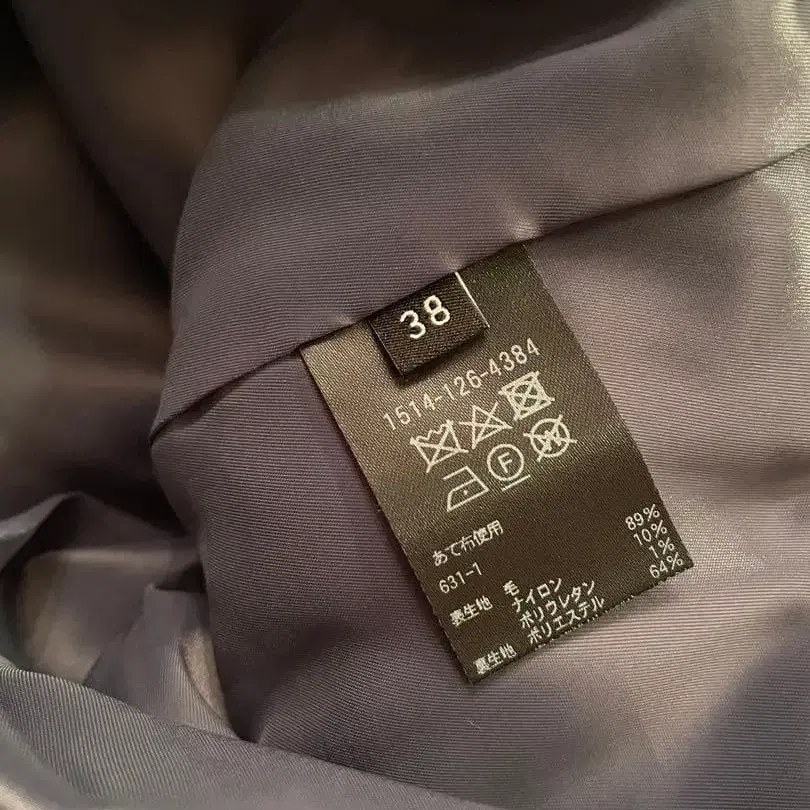 38
1514-126-4384
F
W
あて布使用
631-1
表生地 毛 89%
ナイロン 10%
ポリウレタン 1%
裏生地 ポリエステル 64%